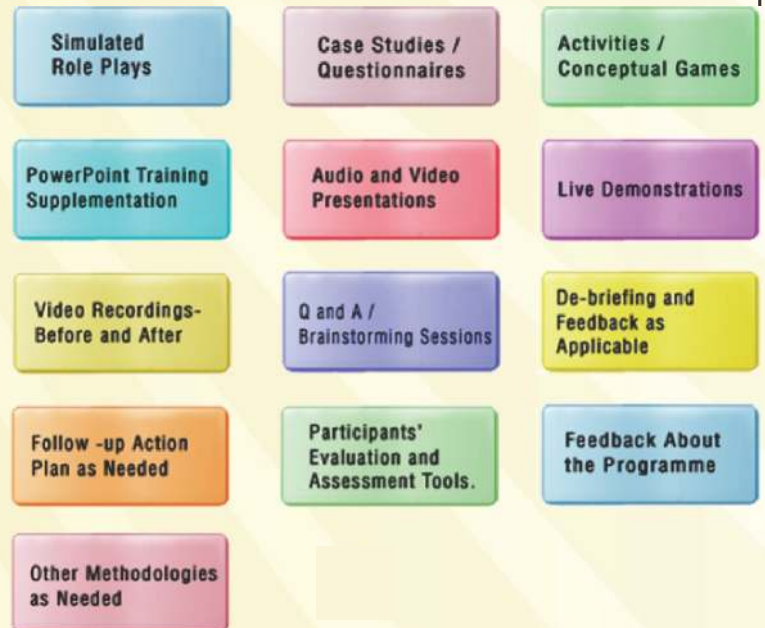 Simulated
Role Plays
Case Studies /
Questionnaires
Activities /
Conceptual Games
PowerPoint Training
Supplementation
Audio and Video
Presentations
Live Demonstrations
Video Recordings-
Before and After
Q and A /
Brainstorming Sessions
De-briefing and
Feedback as
Applicable
Follow -up Action
Plan as Needed
Participants'
Evaluation and
Assessment Tools.
Feedback About
the Programme
Other Methodologies
as Needed